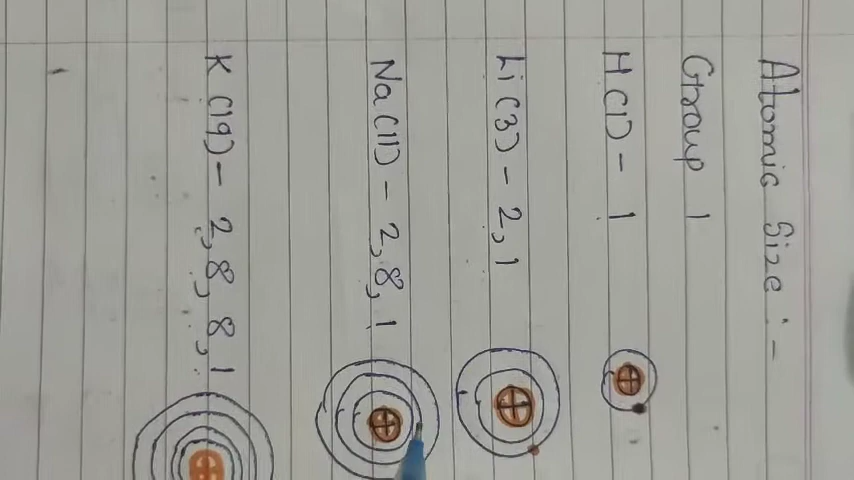 Atomic Size :-
Group 1
H(1) - 1
Li(3) - 2,1
Na(11) - 2,8,1
K(19) - 2,8,8,1